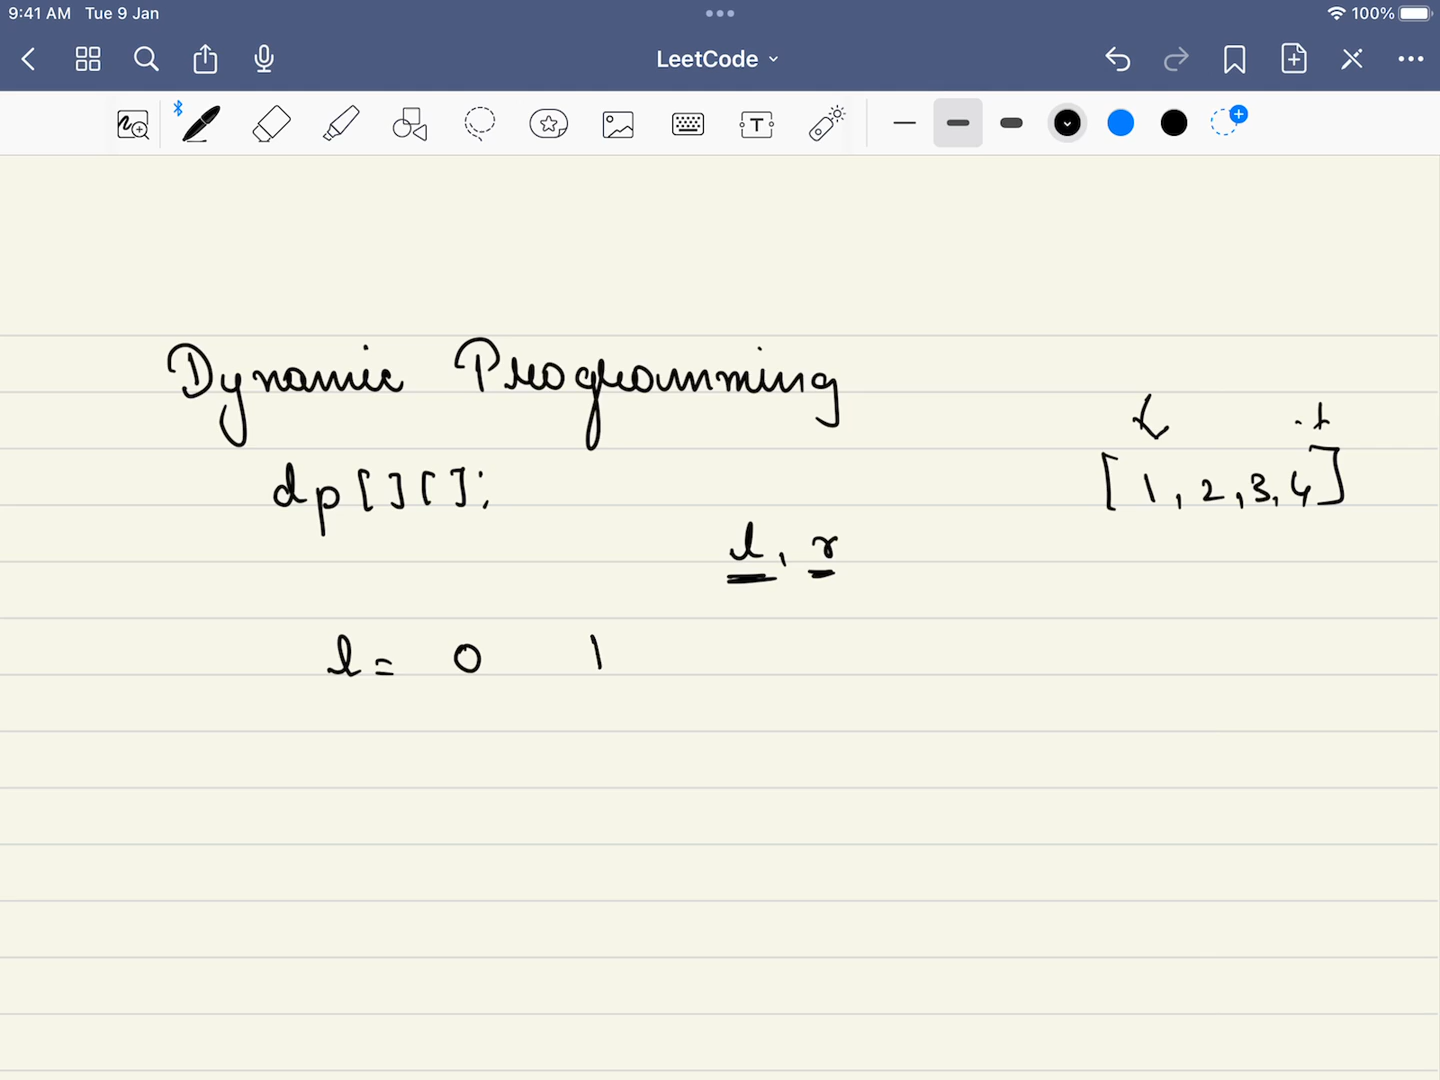 9:41 AM Tue 9 Jan
100%
LeetCode
T
Dynamic Programming
dp[][];
[1,2,3,4]
l, r
l = 0 1